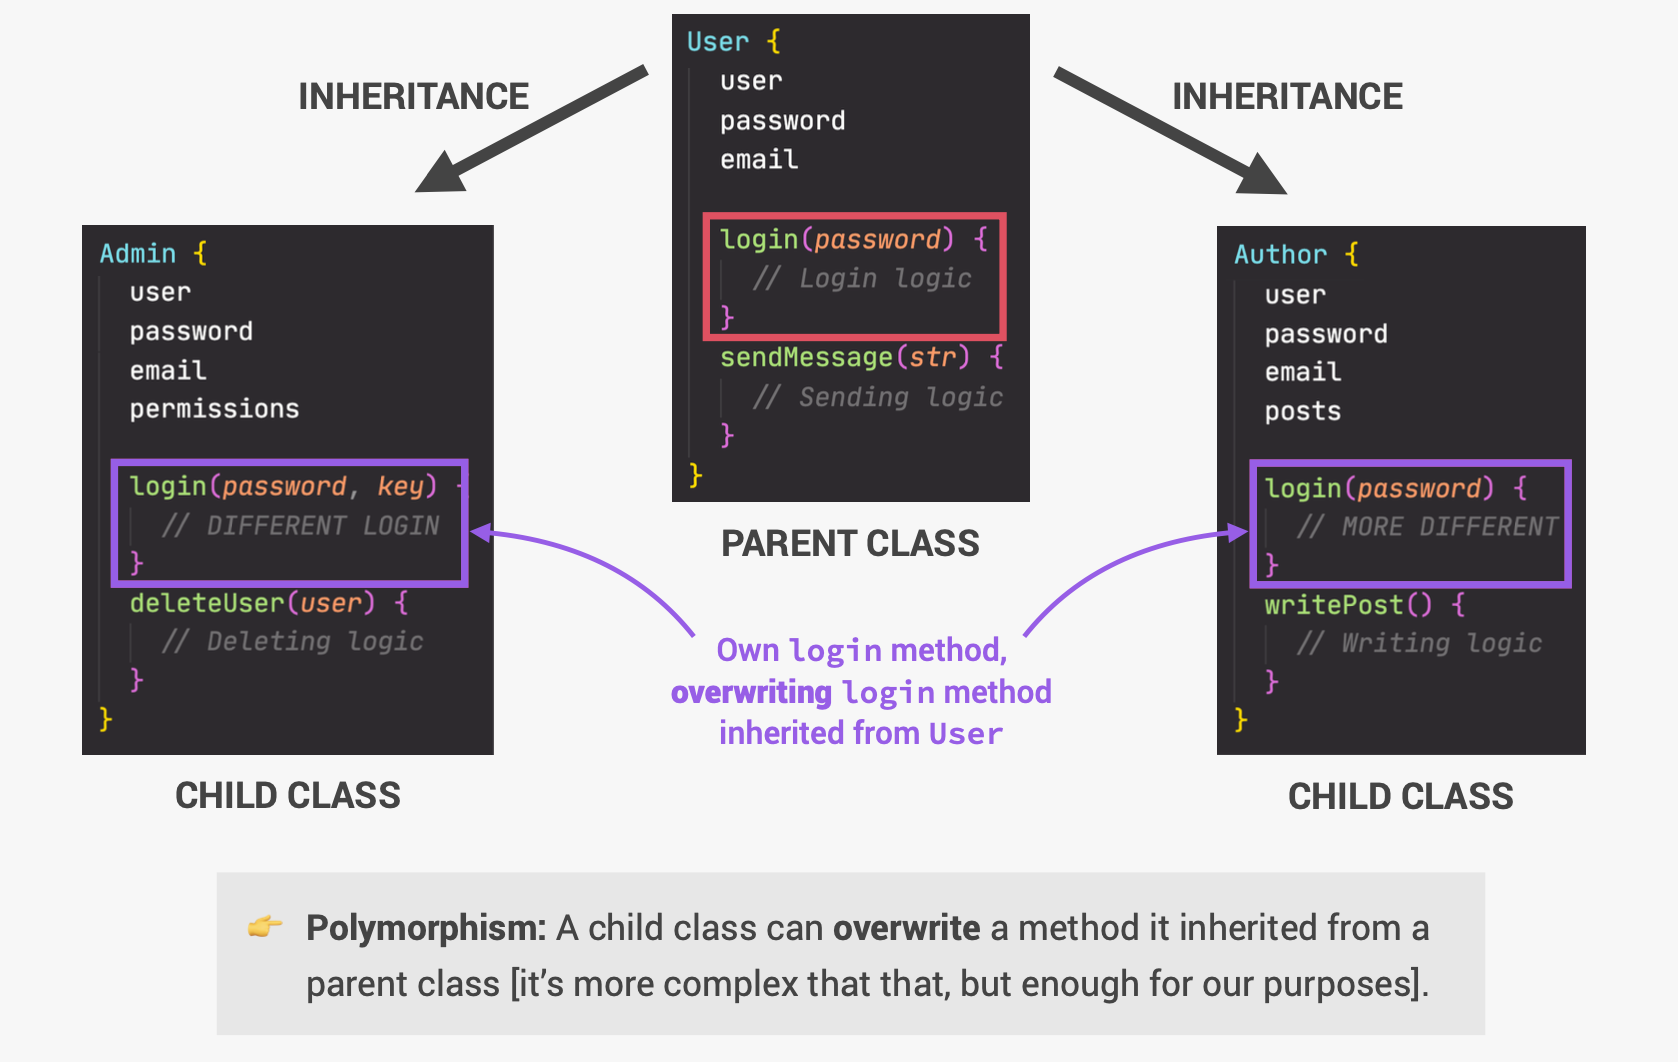 INHERITANCE
User {
user
password
email
login(password) {
// Login logic
}
sendMessage(str) {
// Sending logic
}
}
PARENT CLASS
INHERITANCE
Admin {
user
password
email
permissions
login(password, key) {
// DIFFERENT LOGIN
}
deleteUser(user) {
// Deleting logic
}
}
CHILD CLASS
Own login method,
overwriting login method
inherited from User
Author {
user
password
email
posts
login(password) {
// MORE DIFFERENT
}
writePost() {
// Writing logic
}
}
CHILD CLASS
👉 Polymorphism: A child class can overwrite a method it inherited from a
parent class [it’s more complex that that, but enough for our purposes].